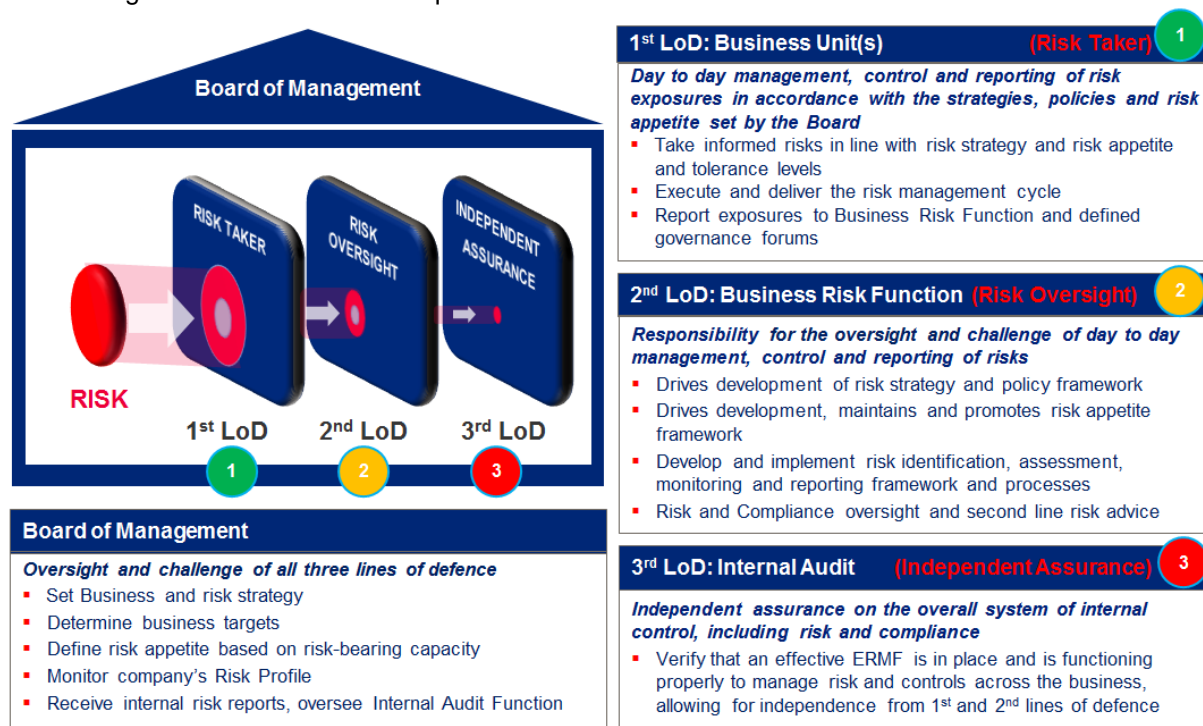 Board of Management
RISK TAKER
RISK
OVERSIGHT
INDEPENDENT
ASSURANCE
RISK
1st LoD
2nd LoD
3rd LoD
1
2
3
Board of Management
Oversight and challenge of all three lines of defence
▪ Set Business and risk strategy
▪ Determine business targets
▪ Define risk appetite based on risk-bearing capacity
▪ Monitor company's Risk Profile
▪ Receive internal risk reports, oversee Internal Audit Function
1st LoD: Business Unit(s) (Risk Taker) 1
Day to day management, control and reporting of risk
exposures in accordance with the strategies, policies and risk
appetite set by the Board
▪ Take informed risks in line with risk strategy and risk appetite
and tolerance levels
▪ Execute and deliver the risk management cycle
▪ Report exposures to Business Risk Function and defined
governance forums
2nd LoD: Business Risk Function (Risk Oversight) 2
Responsibility for the oversight and challenge of day to day
management, control and reporting of risks
▪ Drives development of risk strategy and policy framework
▪ Drives development, maintains and promotes risk appetite
framework
▪ Develop and implement risk identification, assessment,
monitoring and reporting framework and processes
▪ Risk and Compliance oversight and second line risk advice
3rd LoD: Internal Audit (Independent Assurance) 3
Independent assurance on the overall system of internal
control, including risk and compliance
▪ Verify that an effective ERMF is in place and is functioning
properly to manage risk and controls across the business,
allowing for independence from 1st and 2nd lines of defence